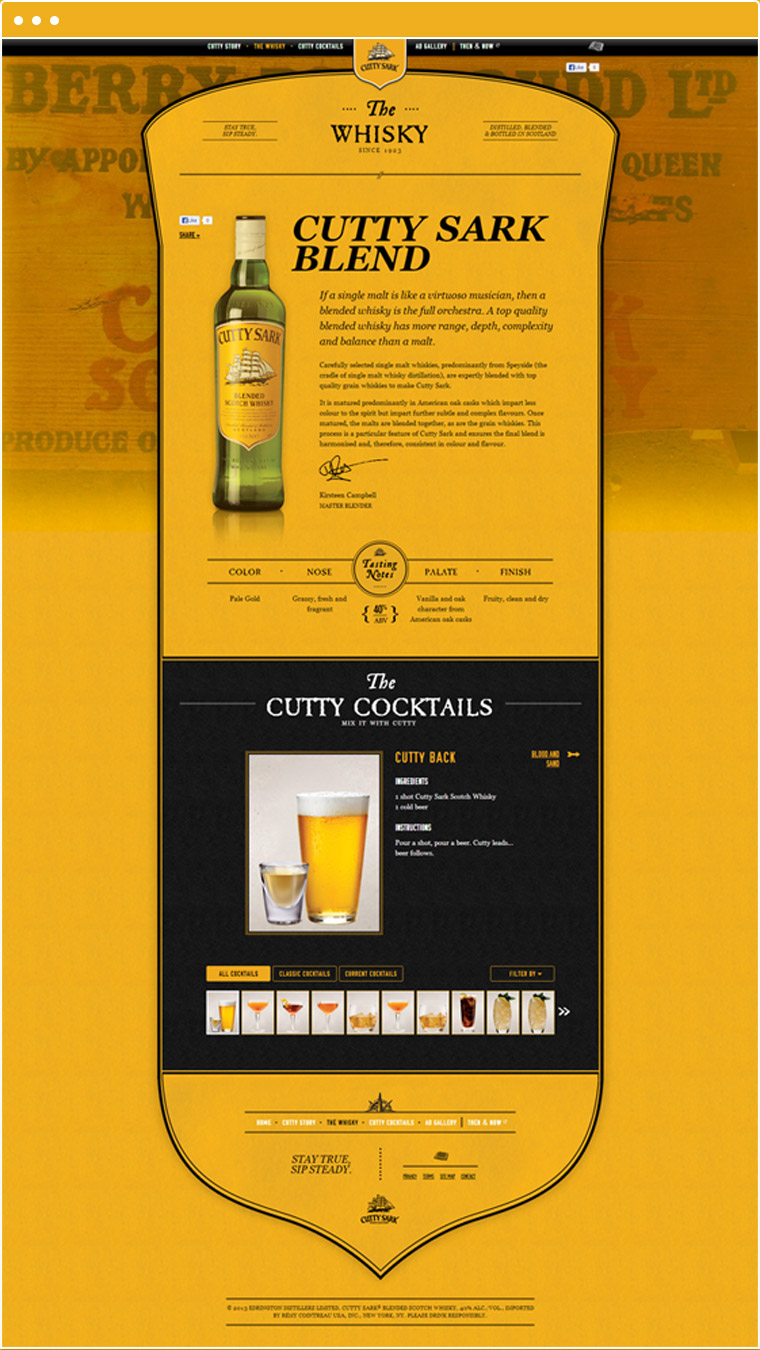 CUTTY STORY • THE WHISKY • CUTTY COCKTAILS
CUTTY SARK
AD GALLERY | THEN & NOW
Like 0
BERRY
LTD
BY APPOI
QUEEN
PRODUCE O
The
WHISKY
SINCE 1923
STAY TRUE,
SIP STEADY.
DISTILLED, BLENDED
& BOTTLED IN SCOTLAND
Like 0
SHARE +
CUTTY SARK
BLEND
If a single malt is like a virtuoso musician, then a
blended whisky is the full orchestra. A top quality
blended whisky has more range, depth, complexity
and balance than a malt.
Carefully selected single malt whiskies, predominantly from Speyside (the
cradle of single malt whisky distillation), are expertly blended with top
quality grain whiskies to make Cutty Sark.
It is matured predominantly in American oak casks which impart less
colour to the spirit but impart further subtle and complex flavours. Once
matured, the malts are blended together, as are the grain whiskies. This
process is a particular feature of Cutty Sark and ensures the final blend is
harmonised and, therefore, consistent in colour and flavour.
Kirsteen Campbell
MASTER BLENDER
CUTTY SARK
BLENDED
SCOTCH WHISKY
SCOTLAND
COLOR • NOSE
Tasting
Notes
PALATE • FINISH
Pale Gold
Grassy, fresh and
fragrant
{ 40%
ABV }
Vanilla and oak
character from
American oak casks
Fruity, clean and dry
The
CUTTY COCKTAILS
MIX IT WITH CUTTY
CUTTY BACK
BLOOD AND
SAND
INGREDIENTS
1 shot Cutty Sark Scotch Whisky
1 cold beer
INSTRUCTIONS
Pour a shot, pour a beer. Cutty leads...
beer follows.
ALL COCKTAILS CLASSIC COCKTAILS CURRENT COCKTAILS FILTER BY
HOME • CUTTY STORY • THE WHISKY • CUTTY COCKTAILS • AD GALLERY | THEN & NOW
STAY TRUE,
SIP STEADY.
PRIVACY TERMS SITE MAP CONTACT
CUTTY SARK
© 2013 EDRINGTON DISTILLERS LIMITED. CUTTY SARK® BLENDED SCOTCH WHISKY, 40% ALC./VOL., IMPORTED
BY RÉMY COINTREAU USA, INC., NEW YORK, NY. PLEASE DRINK RESPONSIBLY.